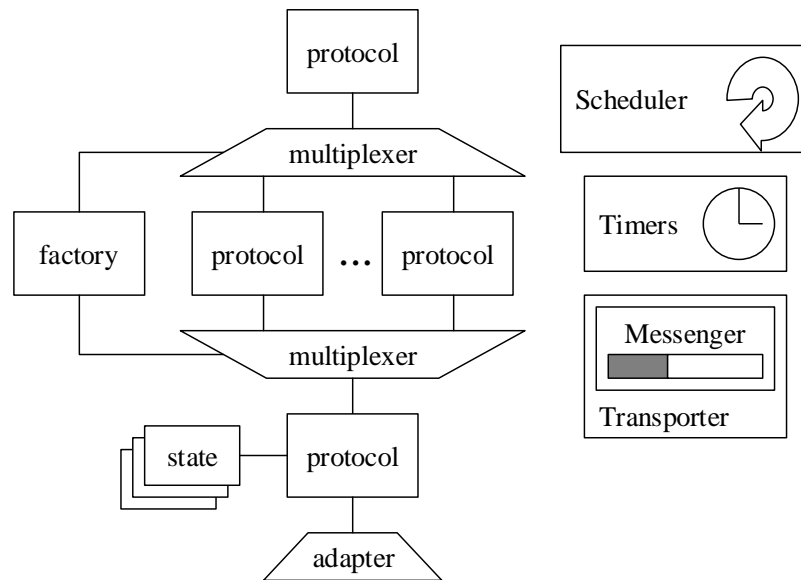 protocol
Scheduler
multiplexer
factory
protocol ... protocol
Timers
multiplexer
Messenger
Transporter
state
protocol
adapter